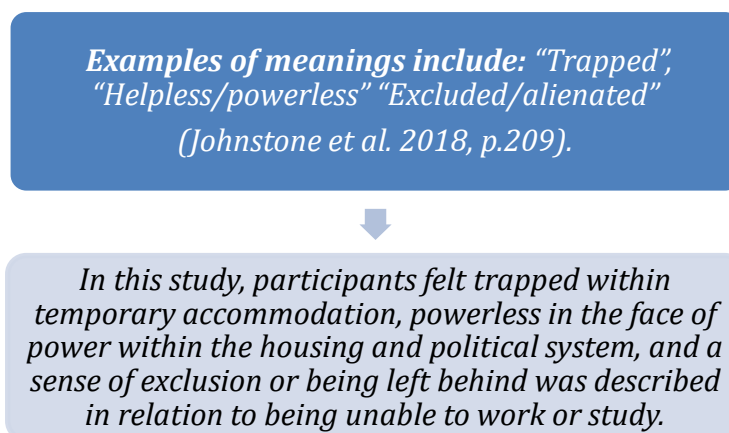 Examples of meanings include: “Trapped”,
“Helpless/powerless” “Excluded/alienated”
(Johnstone et al. 2018, p.209).
In this study, participants felt trapped within
temporary accommodation, powerless in the face of
power within the housing and political system, and a
sense of exclusion or being left behind was described
in relation to being unable to work or study.